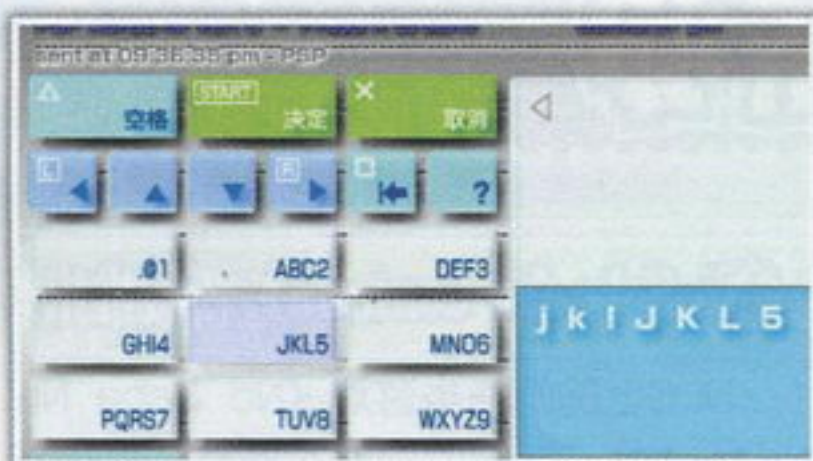 sent at 09:36:35 pm - PSP
△ 空格 START 决定 × 取消
L R □ ?
.@1 ABC2 DEF3
GHI4 JKL5 MNO6
j k l J K L 5
PQRS7 TUV8 WXYZ9